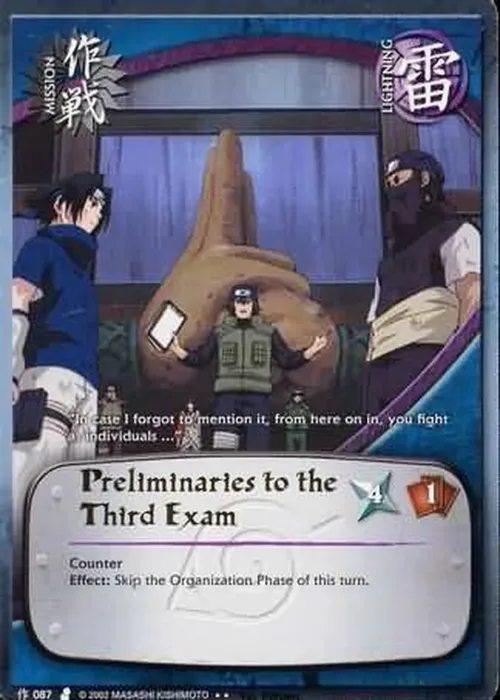 MISSION
作戦
LIGHTNING
雷
"In case I forgot to mention it, from here on in, you fight
as individuals ..."
Preliminaries to the
Third Exam
4
1
Counter
Effect: Skip the Organization Phase of this turn.
作 087 © 2002 MASASHI KISHIMOTO